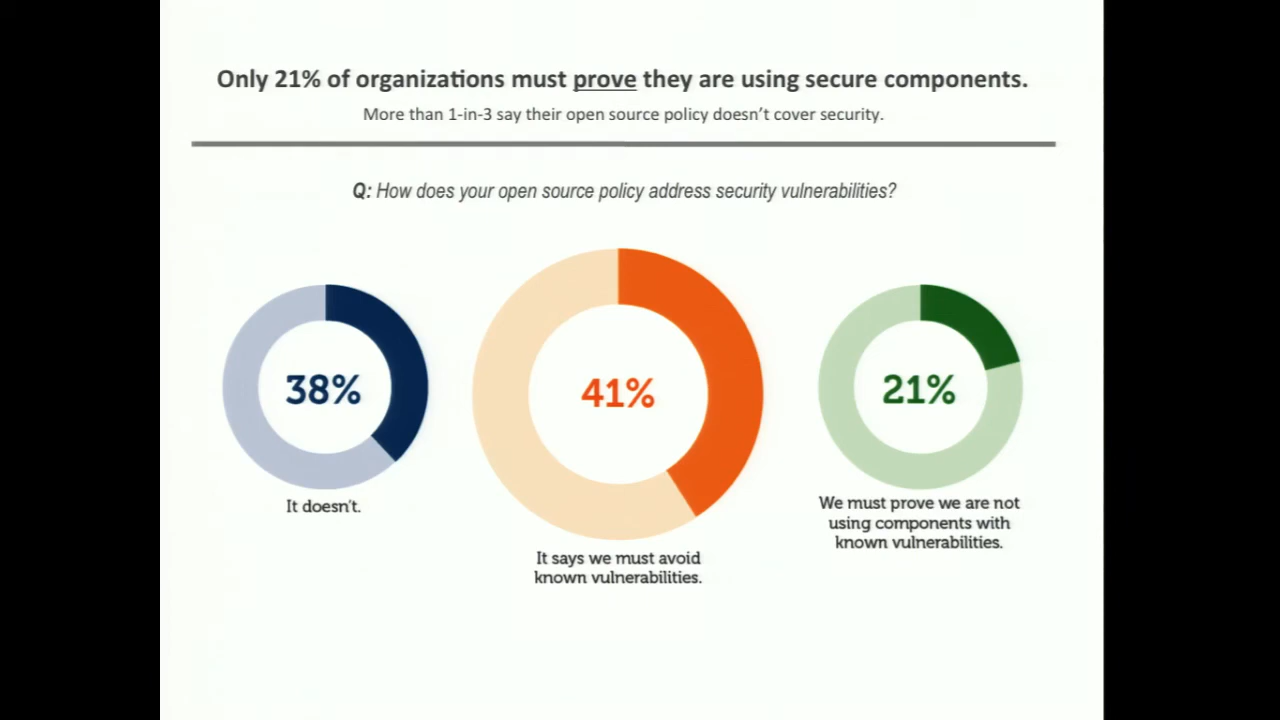 Only 21% of organizations must prove they are using secure components.
More than 1-in-3 say their open source policy doesn't cover security.
Q: How does your open source policy address security vulnerabilities?
38%
It doesn't.
41%
It says we must avoid
known vulnerabilities.
21%
We must prove we are not
using components with
known vulnerabilities.